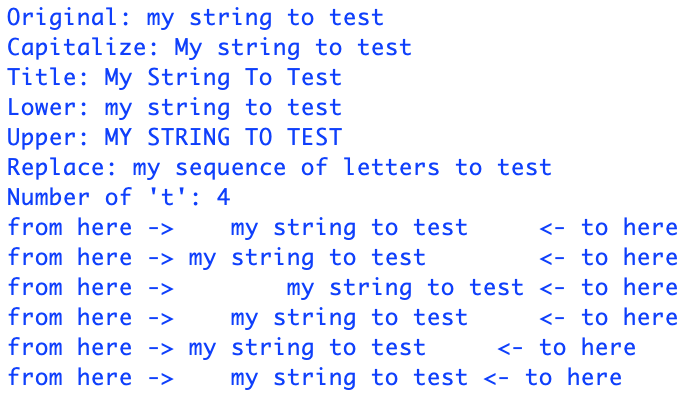 Original: my string to test
Capitalize: My string to test
Title: My String To Test
Lower: my string to test
Upper: MY STRING TO TEST
Replace: my sequence of letters to test
Number of 't': 4
from here ->    my string to test     <- to here
from here -> my string to test        <- to here
from here ->        my string to test <- to here
from here ->    my string to test     <- to here
from here -> my string to test     <- to here
from here ->    my string to test <- to here